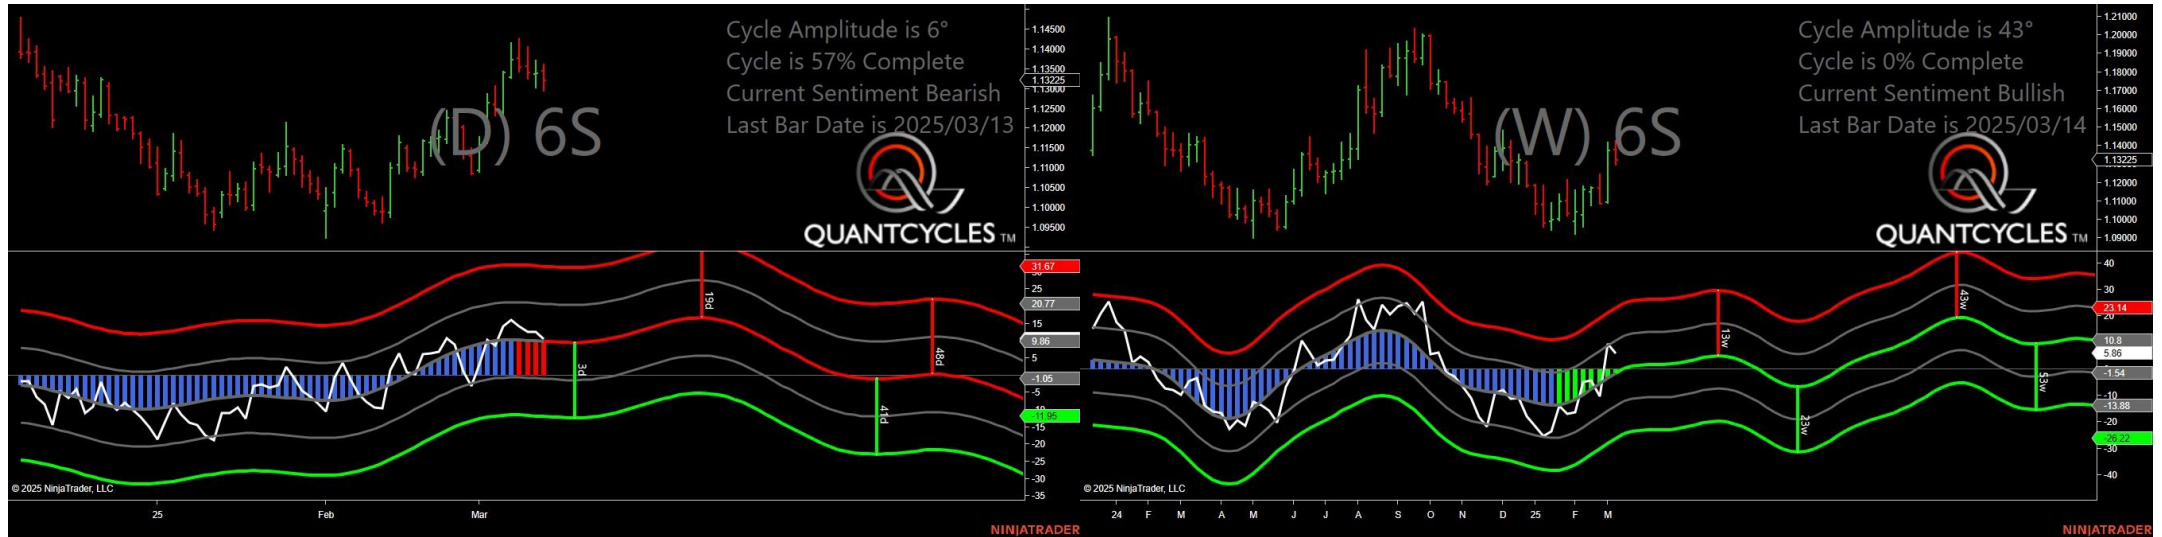 Cycle Amplitude is 6°
Cycle is 57% Complete
Current Sentiment Bearish
Last Bar Date is 2025/03/13
(D) 6S
QUANTCYCLES TM
1.14500
1.14000
1.13500
1.13225
1.13000
1.12500
1.12000
1.11500
1.11000
1.10500
1.10000
1.09500
31.67
25
20.77
15
9.86
5
-1.05
-5
-11.95
-15
-20
-25
-30
-35
3d
19d
41d
48d
© 2025 NinjaTrader, LLC
25 Feb Mar
NINJATRADER
Cycle Amplitude is 43°
Cycle is 0% Complete
Current Sentiment Bullish
Last Bar Date is 2025/03/14
(W) 6S
QUANTCYCLES TM
1.21000
1.20000
1.19000
1.18000
1.17000
1.16000
1.15000
1.14000
1.13225
1.12000
1.11000
1.10000
1.09000
40
30
23.14
20
10.8
5.86
-1.54
-10
-13.88
-20
-26.22
-30
-40
13w
23w
43w
53w
© 2025 NinjaTrader, LLC
24 F M A M J J A S O N D 25 F M
NINJATRADER